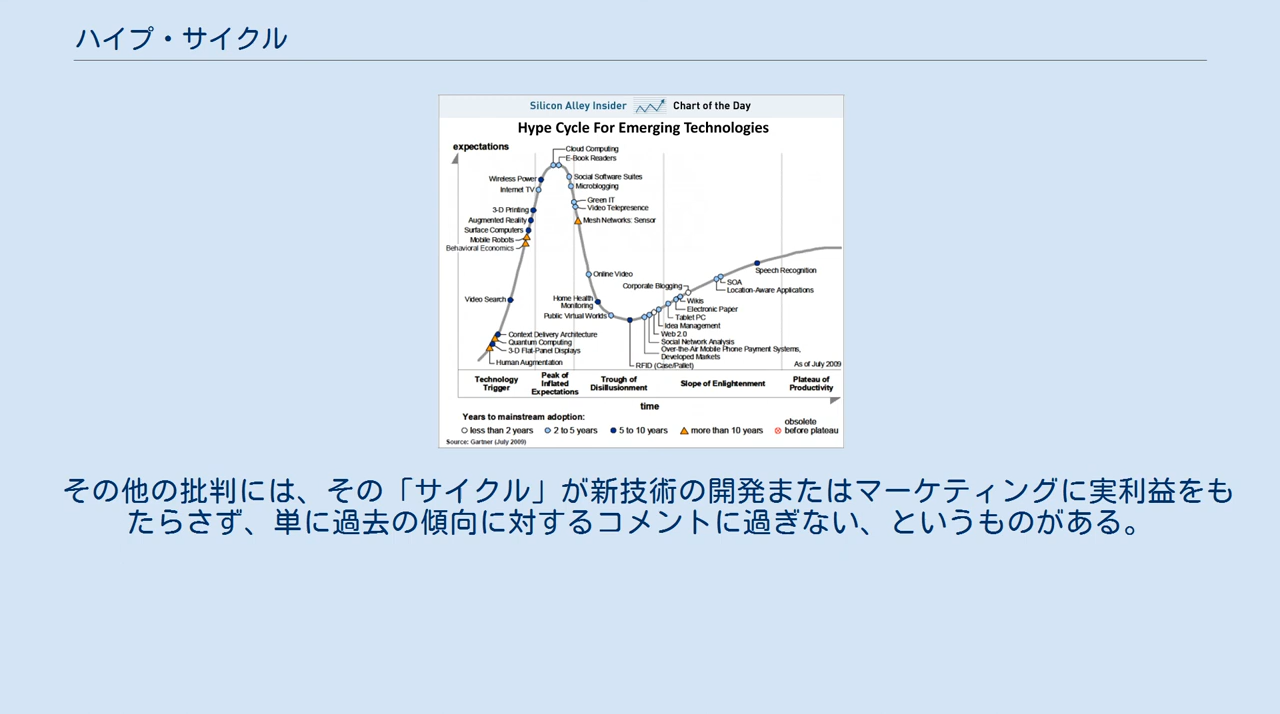 ハイプ・サイクル
Silicon Alley Insider Chart of the Day
Hype Cycle For Emerging Technologies
expectations
Cloud Computing
E-Book Readers
Wireless Power
Social Software Suites
Internet TV
Microblogging
Green IT
3-D Printing
Video Telepresence
Augmented Reality
Mesh Networks: Sensor
Surface Computers
Mobile Robots
Behavioral Economics
Online Video
Speech Recognition
SOA
Corporate Blogging
Location-Aware Applications
Video Search
Home Health
Monitoring
Wikis
Electronic Paper
Public Virtual Worlds
Tablet PC
Idea Management
Context Delivery Architecture
Web 2.0
Quantum Computing
Social Network Analysis
3-D Flat-Panel Displays
Over-the-Air Mobile Phone Payment Systems,
Developed Markets
Human Augmentation
RFID (Case/Pallet)
As of July 2009
Technology
Trigger
Peak of
Inflated
Expectations
Trough of
Disillusionment
Slope of Enlightenment
Plateau of
Productivity
time
Years to mainstream adoption:
less than 2 years 2 to 5 years 5 to 10 years more than 10 years obsolete
before plateau
Source: Gartner (July 2009)
その他の批判には、その「サイクル」が新技術の開発またはマーケティングに実利益をも
たらさず、単に過去の傾向に対するコメントに過ぎない、というものがある。